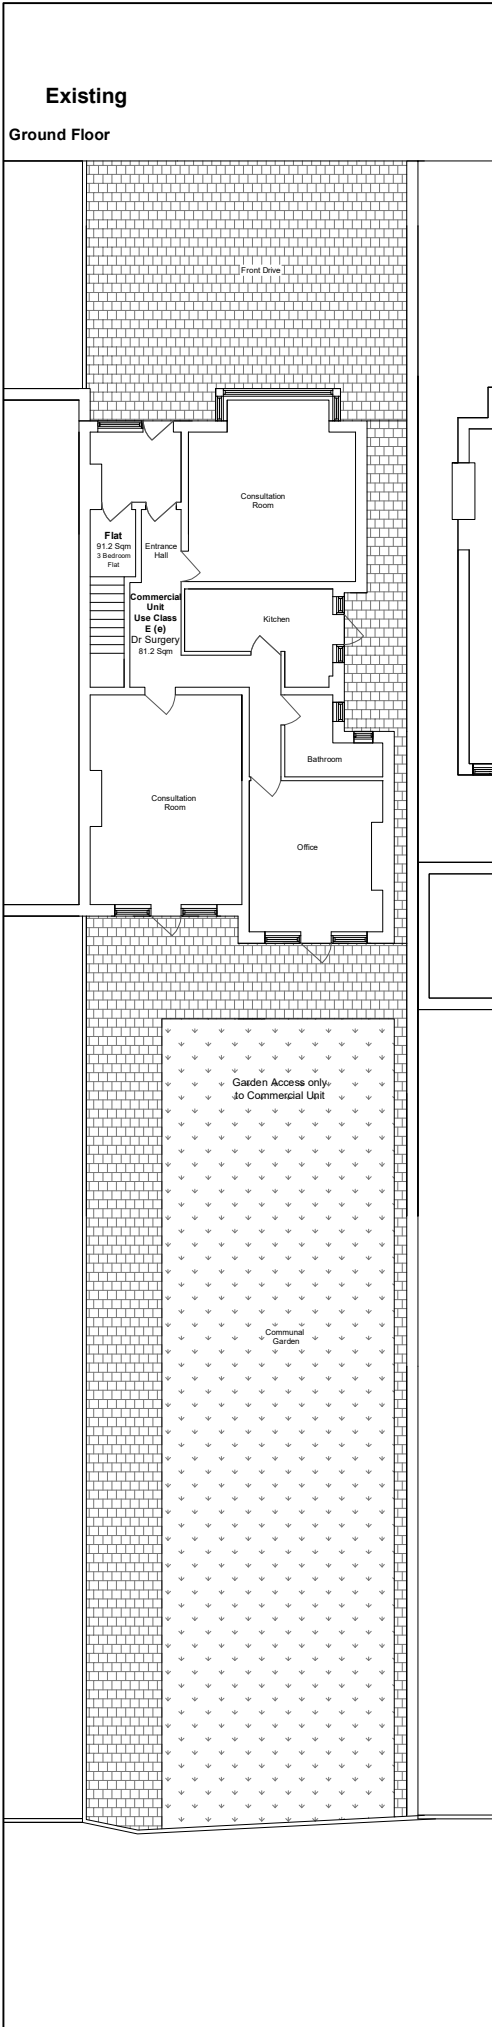 Existing
Ground Floor
Front Drive
Consultation
Room
Flat
91.2 Sqm
3 Bedroom
Flat
Entrance
Hall
Commercial
Unit
Use Class
E (e)
Dr Surgery
81.2 Sqm
Kitchen
Bathroom
Consultation
Room
Office
Garden Access only
to Commercial Unit
Communal
Garden